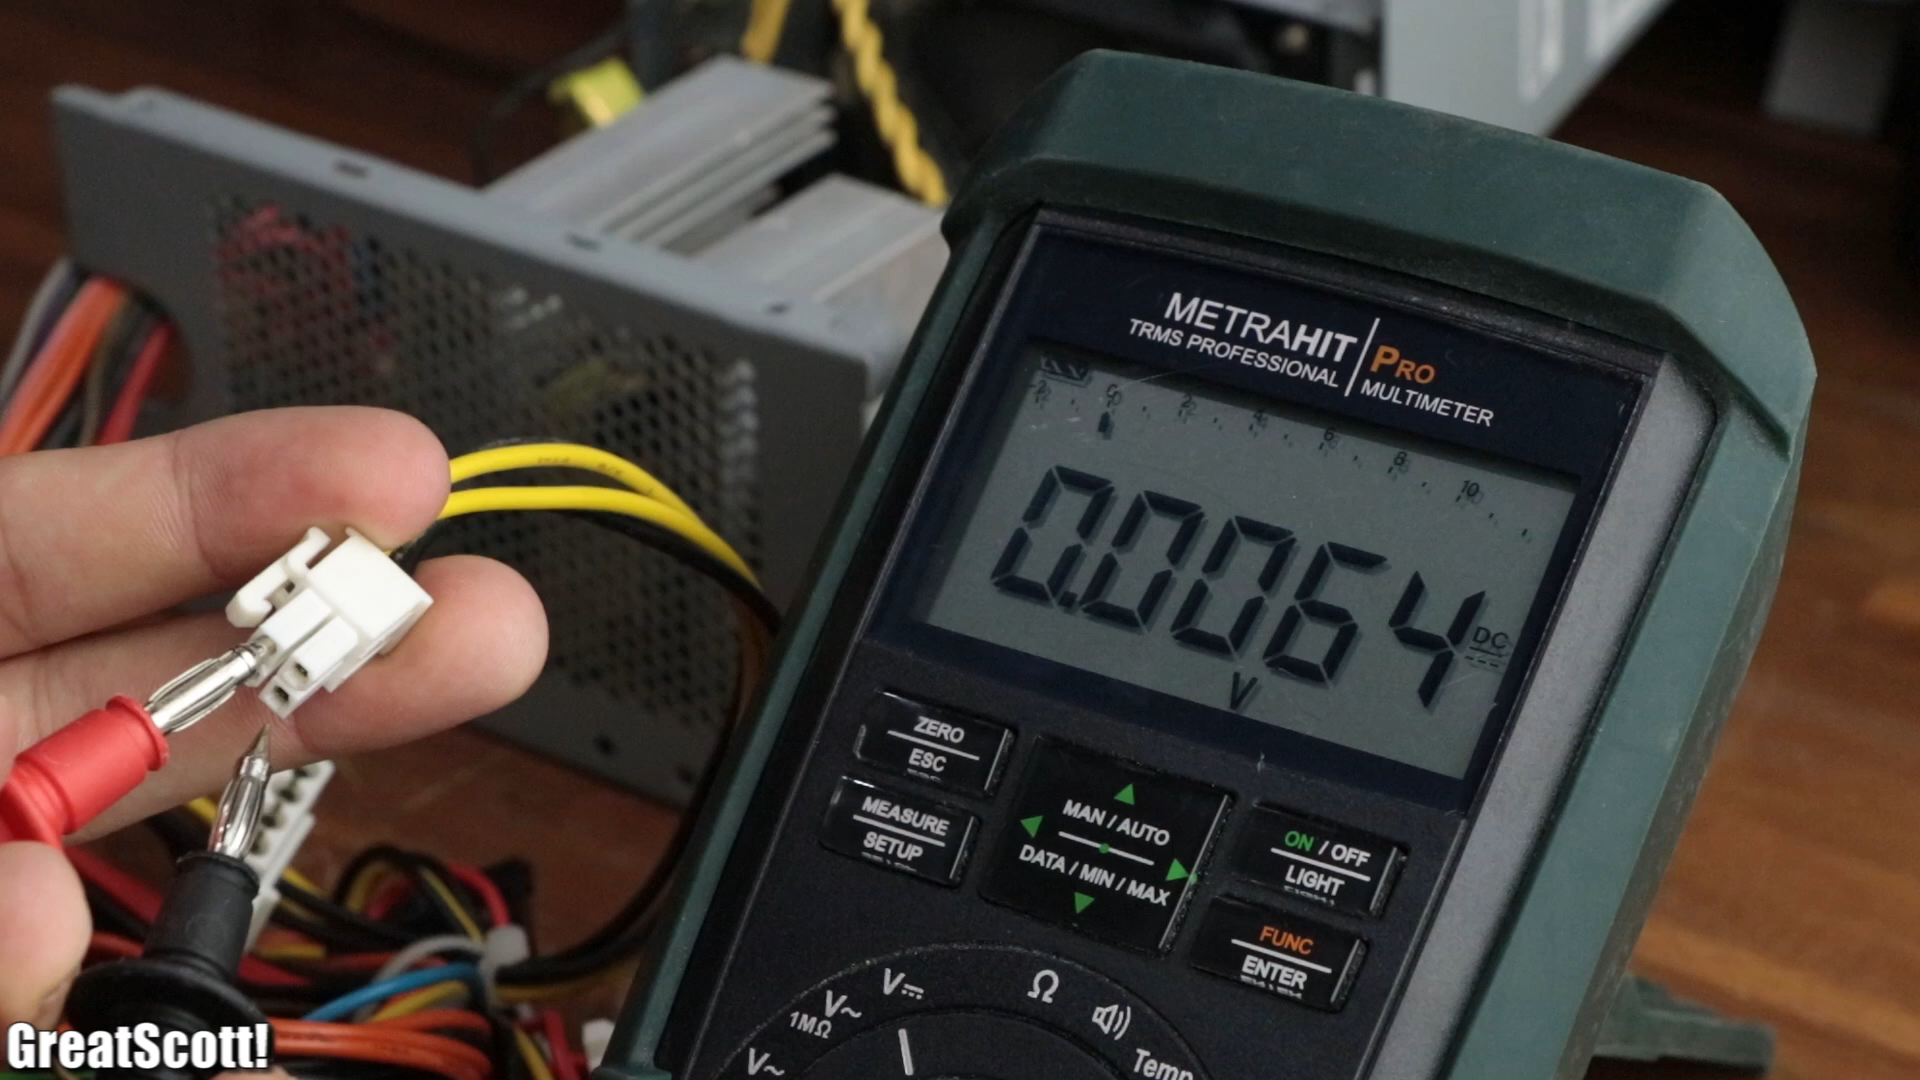 METRAHIT PRO
TRMS PROFESSIONAL MULTIMETER
0 2 4 6 8 10
0.0064 DC
V
ZERO
ESC
MEASURE
SETUP
MAN / AUTO
DATA / MIN / MAX
ON / OFF
LIGHT
FUNC
ENTER
V⎓
V~
1MΩ
V~
Ω
Temp
GreatScott!